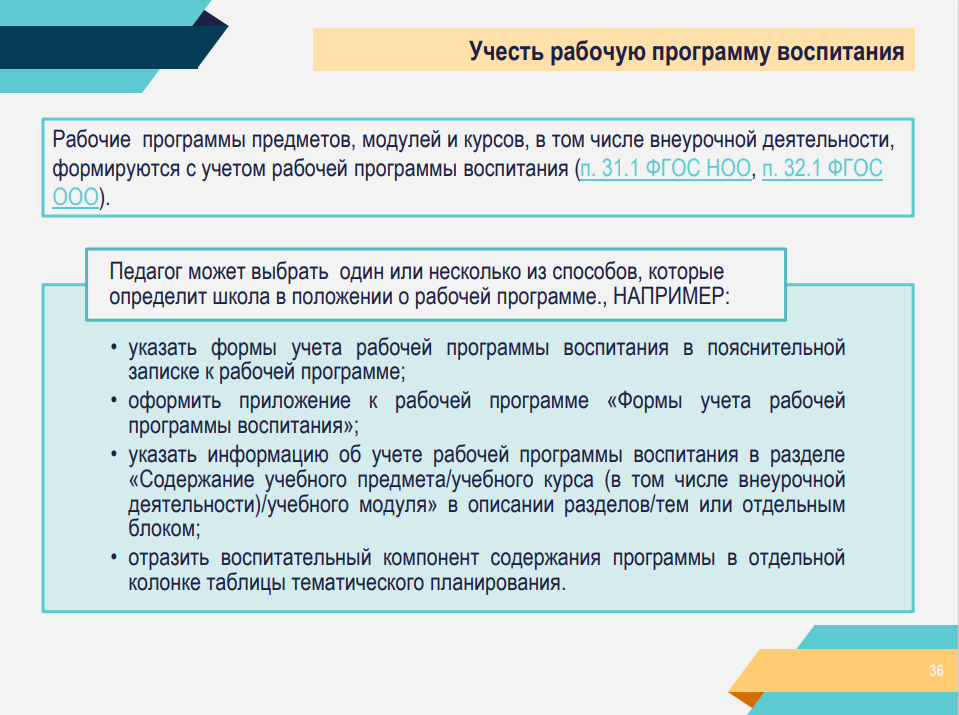 Учесть рабочую программу воспитания
Рабочие  программы предметов, модулей и курсов, в том числе внеурочной деятельности,
формируются с учетом рабочей программы воспитания (п. 31.1 ФГОС НОО, п. 32.1 ФГОС
ООО).
Педагог может выбрать  один или несколько из способов, которые
определит школа в положении о рабочей программе., НАПРИМЕР:
• указать формы учета рабочей программы воспитания в пояснительной
записке к рабочей программе;
• оформить приложение к рабочей программе «Формы учета рабочей
программы воспитания»;
• указать информацию об учете рабочей программы воспитания в разделе
«Содержание учебного предмета/учебного курса (в том числе внеурочной
деятельности)/учебного модуля» в описании разделов/тем или отдельным
блоком;
• отразить воспитательный компонент содержания программы в отдельной
колонке таблицы тематического планирования.
36